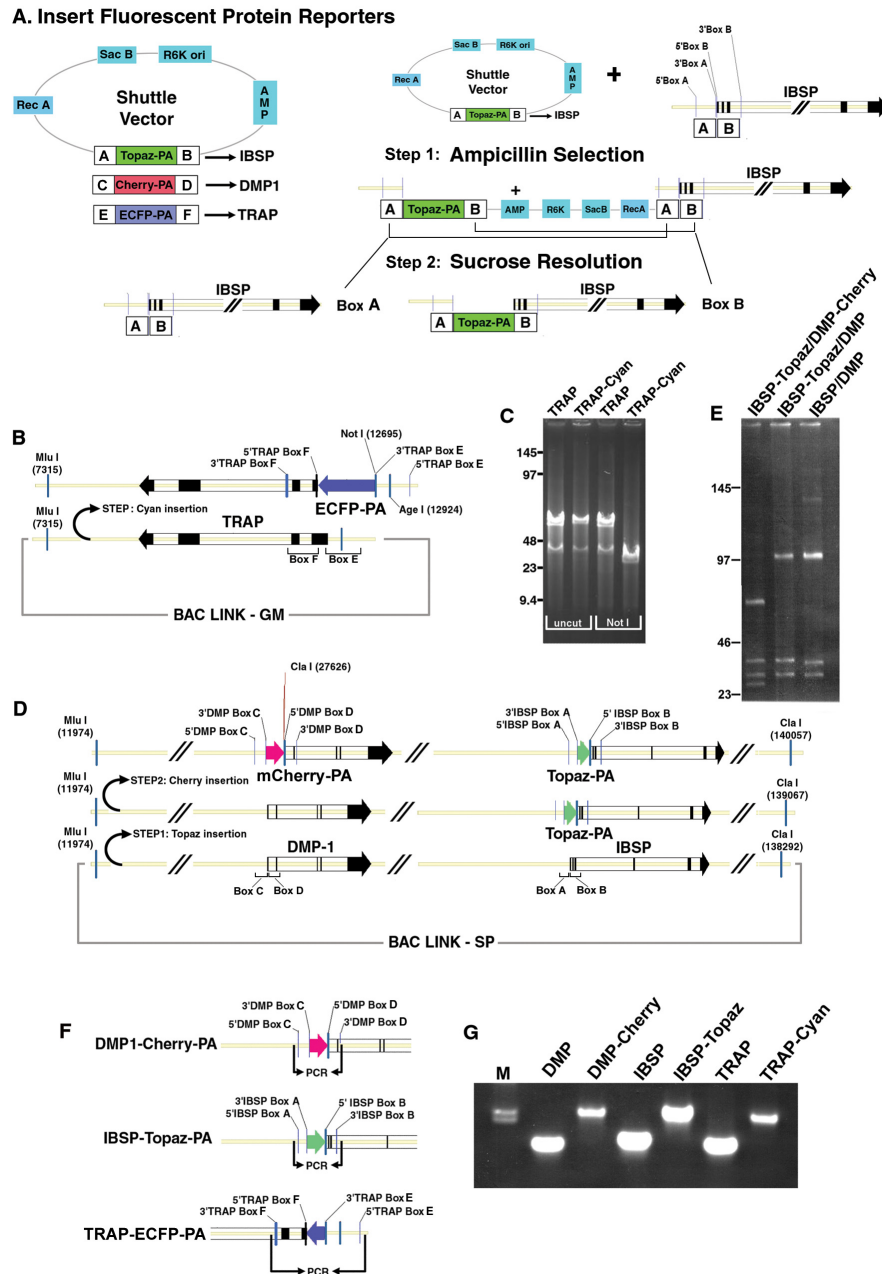 A. Insert Fluorescent Protein Reporters
Sac B
R6K ori
Rec A
AMP
Shuttle
Vector
A Topaz-PA B IBSP
C Cherry-PA D DMP1
E ECFP-PA F TRAP
Sac B
R6K ori
Rec A
AMP
Shuttle
Vector
A Topaz-PA B IBSP
+
3'Box B
5'Box B
3'Box A
5'Box A
IBSP
A B
Step 1: Ampicillin Selection
IBSP
+
A Topaz-PA B AMP R6K SacB RecA A B
Step 2: Sucrose Resolution
IBSP
Box A
A B
IBSP
Box B
A Topaz-PA B
B
Mlu I
(7315)
5'TRAP Box F
3'TRAP Box F
Not I (12695)
3'TRAP Box E
5'TRAP Box E
ECFP-PA
Age I (12924)
Mlu I
(7315)
STEP: Cyan insertion
TRAP
Box F
Box E
BAC LINK - GM
C
TRAP
TRAP-Cyan
TRAP
TRAP-Cyan
145
97
48
23
9.4
uncut
Not I
E
IBSP-Topaz/DMP-Cherry
IBSP-Topaz/DMP
IBSP/DMP
145
97
46
23
D
Cla I (27626)
Mlu I
(11974)
3'DMP Box C
5'DMP Box C
5'DMP Box D
3'DMP Box D
mCherry-PA
3'IBSP Box A
5'IBSP Box A
5' IBSP Box B
3'IBSP Box B
Topaz-PA
Cla I
(140057)
Mlu I
(11974)
STEP2: Cherry insertion
Topaz-PA
Cla I
(139067)
Mlu I
(11974)
STEP1: Topaz insertion
DMP-1
IBSP
Cla I
(138292)
Box C
Box D
Box A
Box B
BAC LINK - SP
F
DMP1-Cherry-PA
3'DMP Box C
5'DMP Box C
5'DMP Box D
3'DMP Box D
PCR
IBSP-Topaz-PA
3'IBSP Box A
5'IBSP Box A
5' IBSP Box B
3'IBSP Box B
PCR
TRAP-ECFP-PA
5'TRAP Box F
3'TRAP Box F
3'TRAP Box E
5'TRAP Box E
PCR
G
M
DMP
DMP-Cherry
IBSP
IBSP-Topaz
TRAP
TRAP-Cyan